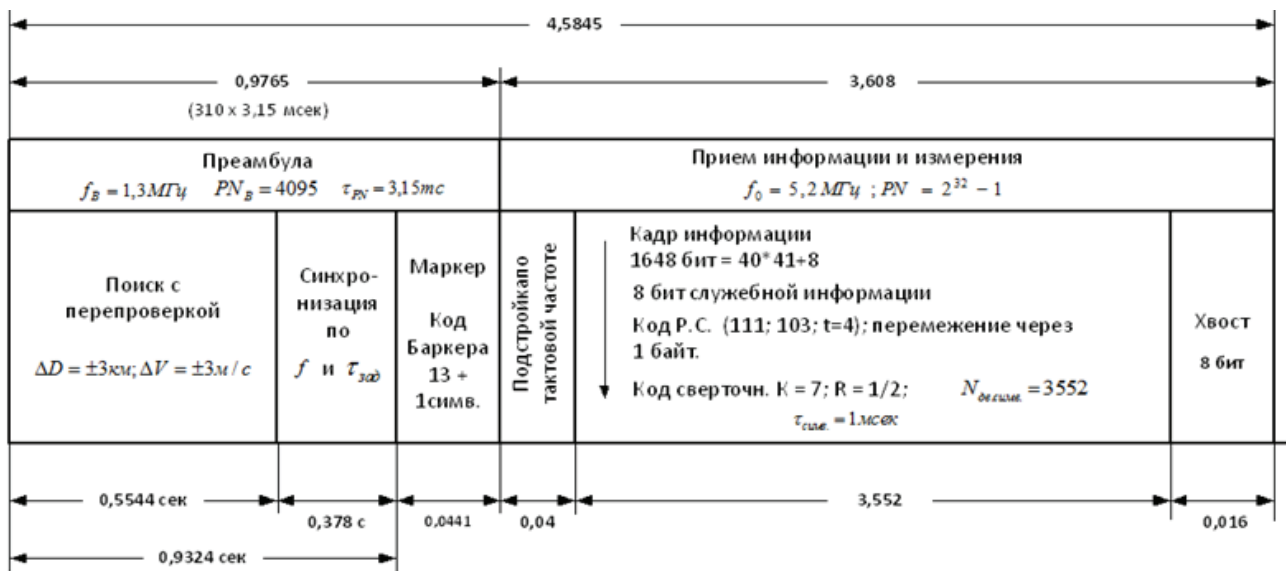 4,5845
0,9765
3,608
(310 x 3,15 мсек)
Преамбула
f_B = 1,3МГц PN_B = 4095 τ_PN = 3,15mc
Прием информации и измерения
f_0 = 5,2 МГц ; PN = 2^32 − 1
Поиск с
перепроверкой
ΔD = ±3км; ΔV = ±3м / с
Синхро-
низация
по
f и τ_зад
Маркер
Код
Баркера
13 +
1симв.
Подстройкапо
тактовой частоте
Кадр информации
1648 бит = 40*41+8
8 бит служебной информации
Код Р.С. (111; 103; t=4); перемежение через
1 байт.
Код сверточн. К = 7; R = 1/2; N_дв.симв. = 3552
τ_симв. = 1мсек
Хвост
8 бит
0,5544 сек
0,378 с
0,0441
0,04
3,552
0,016
0,9324 сек